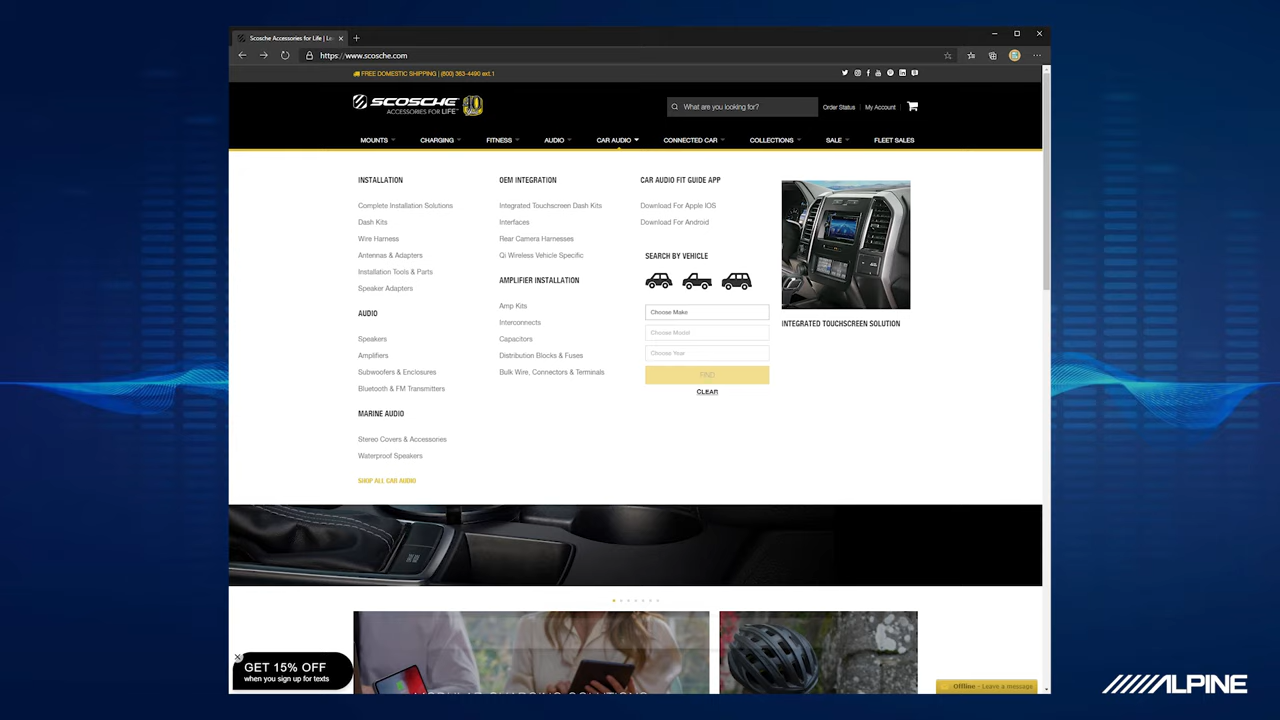 Scosche Accessories for Life | Le
https://www.scosche.com
FREE DOMESTIC SHIPPING | (800) 363-4490 ext.1
SCOSCHE
ACCESSORIES FOR LIFE
What are you looking for?
Order Status
My Account
MOUNTS
CHARGING
FITNESS
AUDIO
CAR AUDIO
CONNECTED CAR
COLLECTIONS
SALE
FLEET SALES
INSTALLATION
Complete Installation Solutions
Dash Kits
Wire Harness
Antennas & Adapters
Installation Tools & Parts
Speaker Adapters
AUDIO
Speakers
Amplifiers
Subwoofers & Enclosures
Bluetooth & FM Transmitters
MARINE AUDIO
Stereo Covers & Accessories
Waterproof Speakers
SHOP ALL CAR AUDIO
OEM INTEGRATION
Integrated Touchscreen Dash Kits
Interfaces
Rear Camera Harnesses
Qi Wireless Vehicle Specific
AMPLIFIER INSTALLATION
Amp Kits
Interconnects
Capacitors
Distribution Blocks & Fuses
Bulk Wire, Connectors & Terminals
CAR AUDIO FIT GUIDE APP
Download For Apple IOS
Download For Android
SEARCH BY VEHICLE
Choose Make
Choose Model
Choose Year
FIND
CLEAR
INTEGRATED TOUCHSCREEN SOLUTION
MODULAR CHARGING SOLUTIONS
GET 15% OFF
when you sign up for texts
Offline - Leave a message
ALPINE